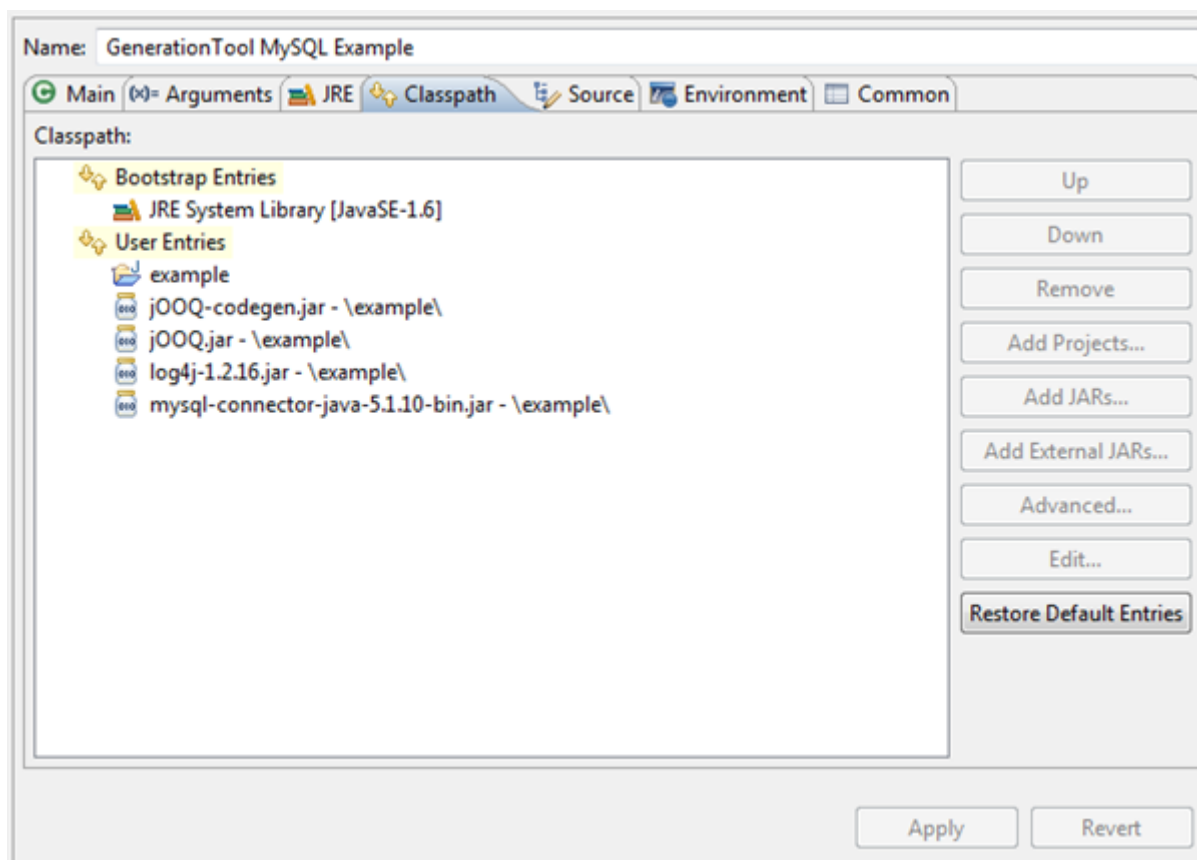 Name: GenerationTool MySQL Example
Main (x)= Arguments JRE Classpath Source Environment Common
Classpath:
Bootstrap Entries
JRE System Library [JavaSE-1.6]
User Entries
example
jOOQ-codegen.jar - \example\
jOOQ.jar - \example\
log4j-1.2.16.jar - \example\
mysql-connector-java-5.1.10-bin.jar - \example\
Up
Down
Remove
Add Projects...
Add JARs...
Add External JARs...
Advanced...
Edit...
Restore Default Entries
Apply Revert